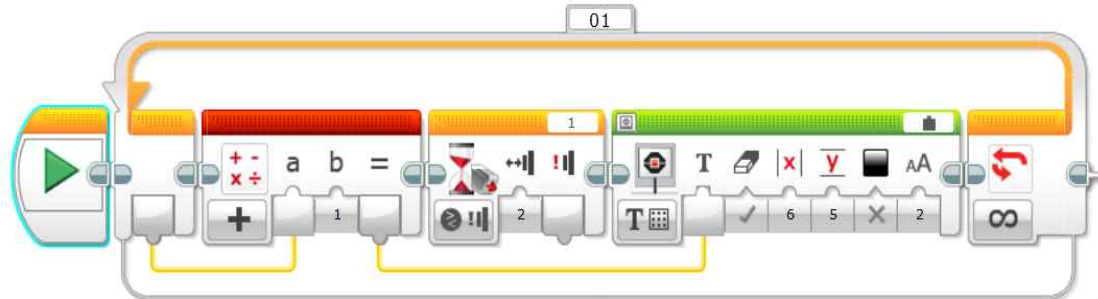 01
+ - a b = 1 T |x| y AA
× ÷
+ 1 2 T 6 5 2 ∞